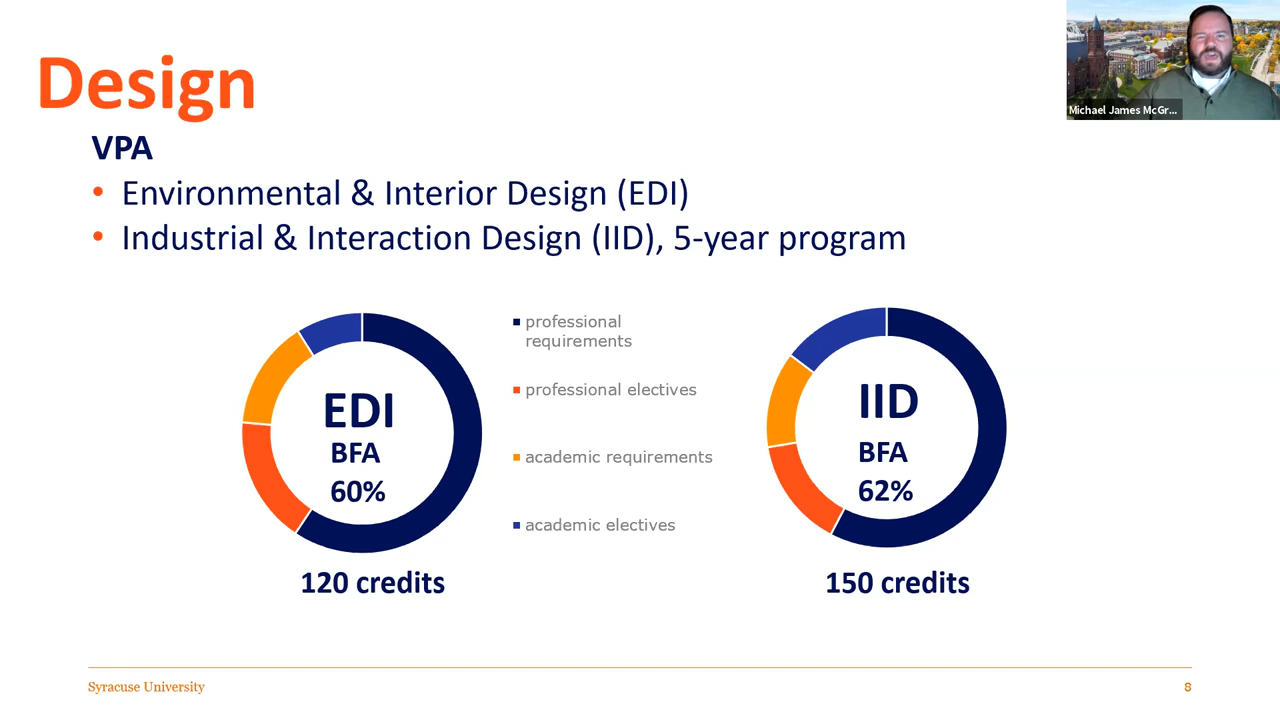 Design
VPA
• Environmental & Interior Design (EDI)
• Industrial & Interaction Design (IID), 5-year program
Michael James McGr...
EDI
BFA
60%
120 credits
professional
requirements
professional electives
academic requirements
academic electives
IID
BFA
62%
150 credits
Syracuse University
8